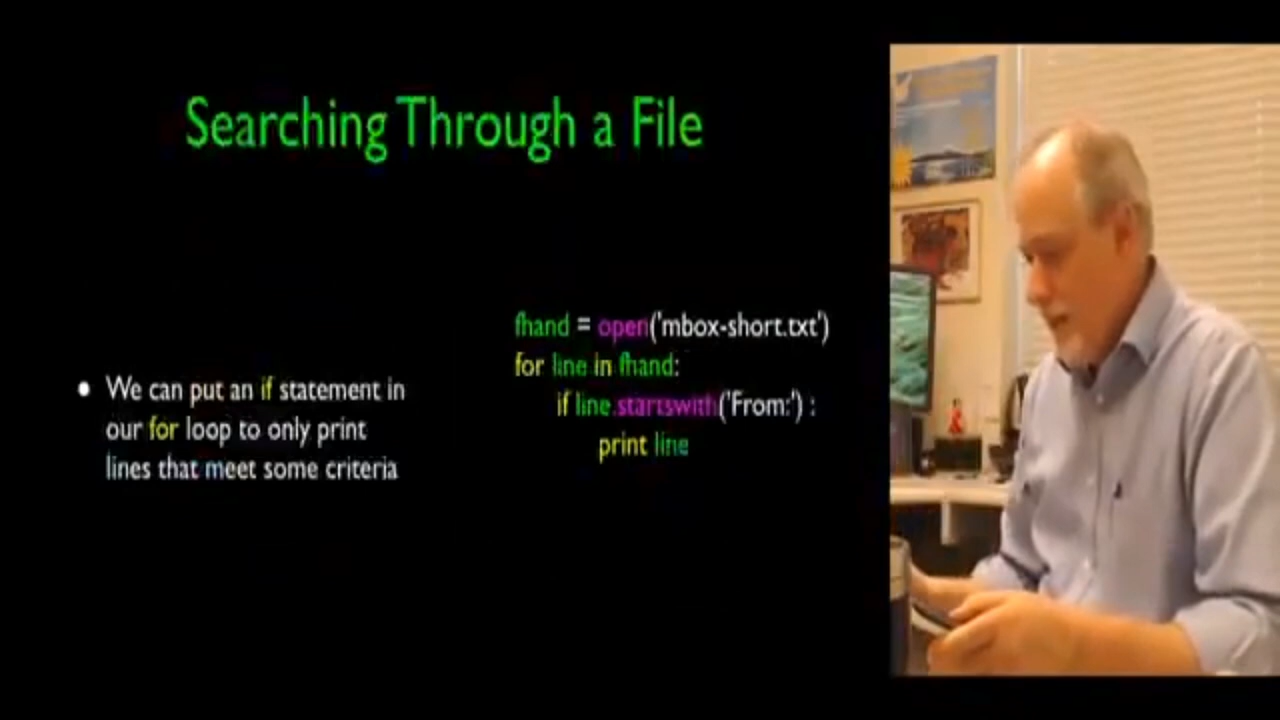 Searching Through a File
• We can put an if statement in
our for loop to only print
lines that meet some criteria
fhand = open('mbox-short.txt')
for line in fhand:
if line.startswith('From:') :
print line